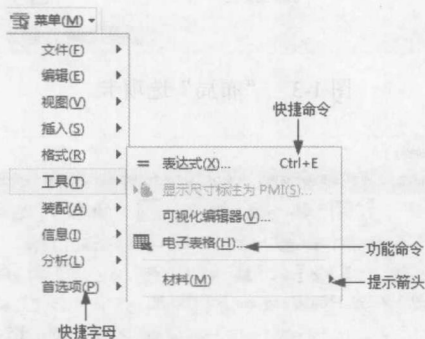 菜单(M)
文件(F)
编辑(E)
视图(V)
插入(S)
快捷命令
格式(R)
表达式(X)... Ctrl+E
工具(T)
显示尺寸标注为 PMI(S)...
装配(A)
可视化编辑器(V)...
信息(I)
电子表格(H)...
功能命令
分析(L)
首选项(P)
材料(M)
提示箭头
快捷字母